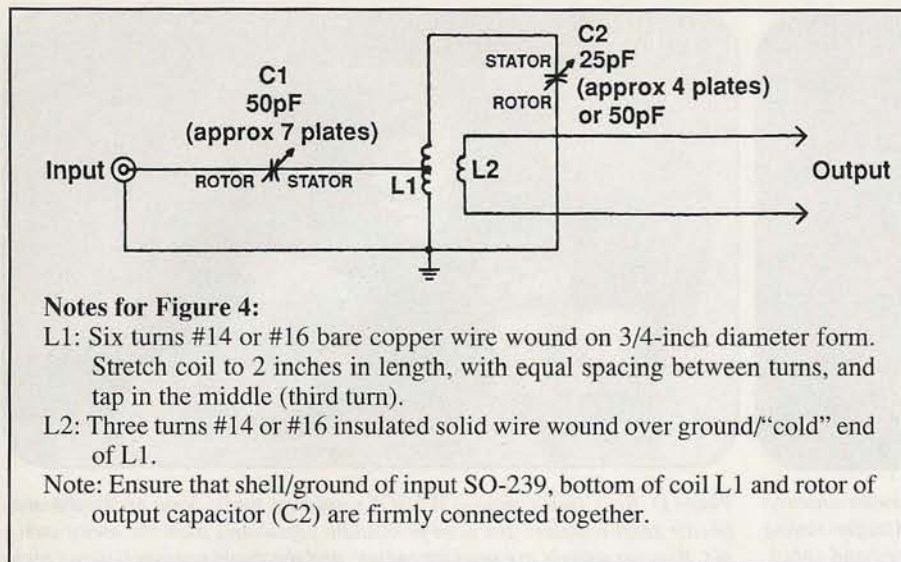 C2
STATOR
25pF
ROTOR
(approx 4 plates)
or 50pF
C1
50pF
(approx 7 plates)
Input
ROTOR
STATOR
L1
L2
Output
Notes for Figure 4:
L1: Six turns #14 or #16 bare copper wire wound on 3/4-inch diameter form.
Stretch coil to 2 inches in length, with equal spacing between turns, and
tap in the middle (third turn).
L2: Three turns #14 or #16 insulated solid wire wound over ground/“cold” end
of L1.
Note: Ensure that shell/ground of input SO-239, bottom of coil L1 and rotor of
output capacitor (C2) are firmly connected together.